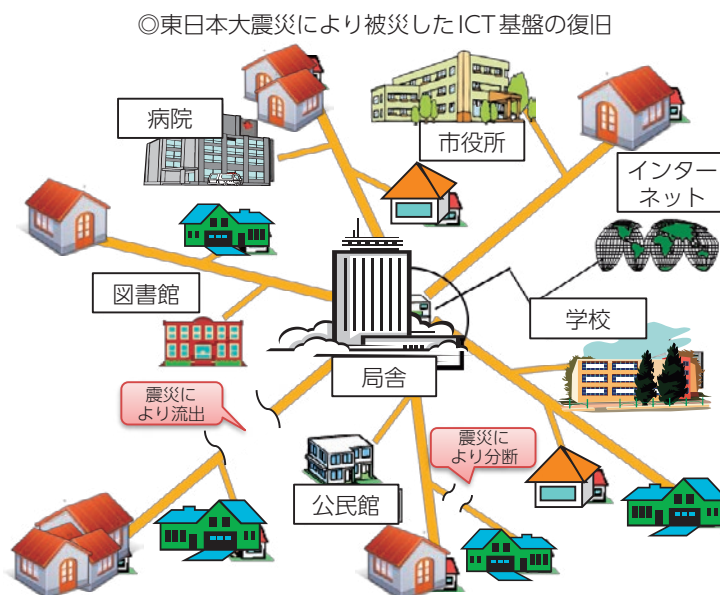 ◎東日本大震災により被災したICT基盤の復旧
病院
市役所
インター
ネット
図書館
学校
局舎
震災に
より流出
震災に
より分断
公民館